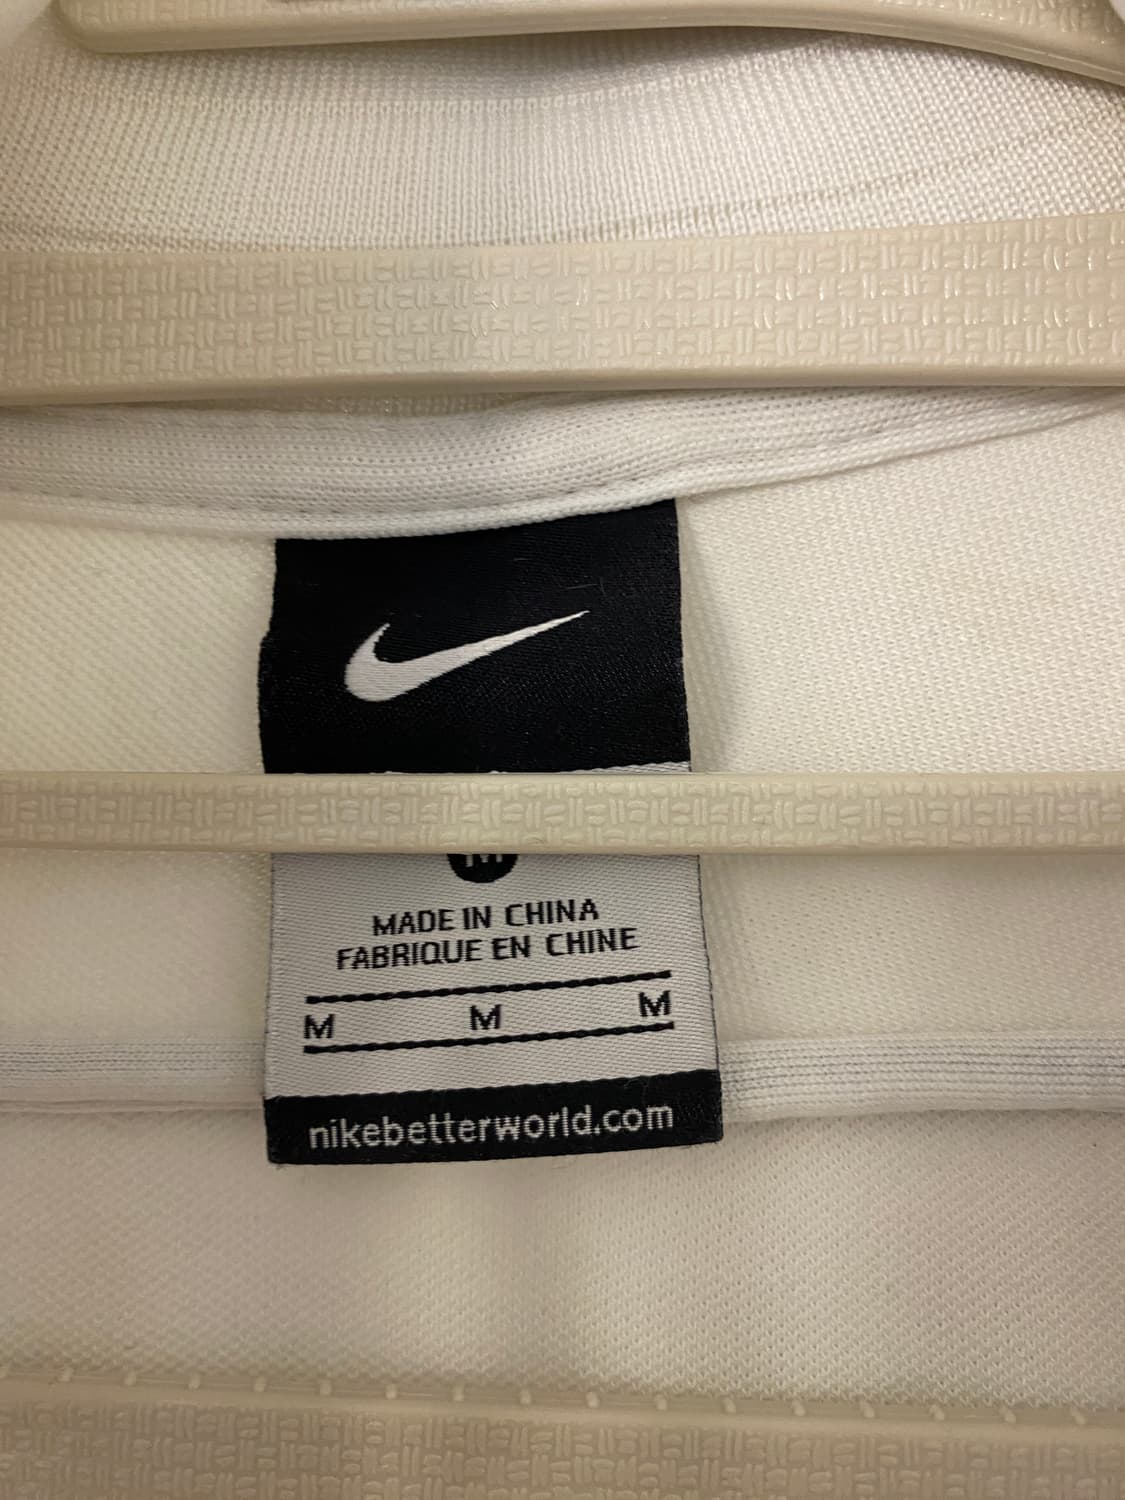 M
MADE IN CHINA
FABRIQUE EN CHINE
M M M
nikebetterworld.com